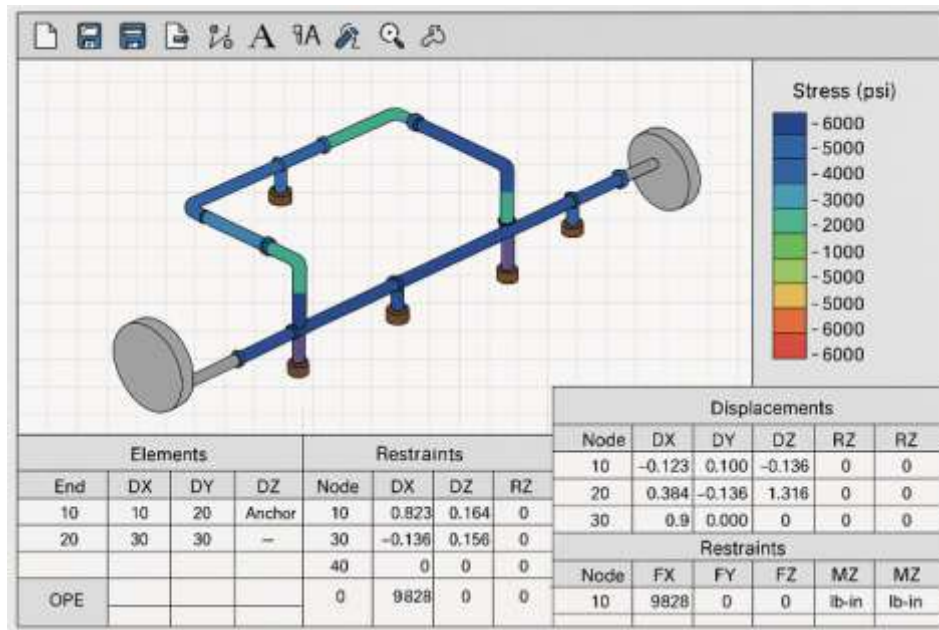 A
A
Stress (psi)
-6000
-5000
-4000
-3000
-2000
-1000
-5000
-5000
-6000
-6000
Displacements
Node DX DY DZ RZ RZ
10 -0.123 0.100 -0.136 0 0
20 0.384 -0.136 1.316 0 0
30 0.9 0.000 0 0 0
Restraints
Node FX FY FZ MZ MZ
10 9828 0 0 lb-in lb-in
Elements Restraints
End DX DY DZ Node DX DZ RZ
10 10 20 Anchor 10 0.823 0.164 0
20 30 30 – 30 -0.136 0.156 0
40 0 0 0
OPE 0 9828 0 0